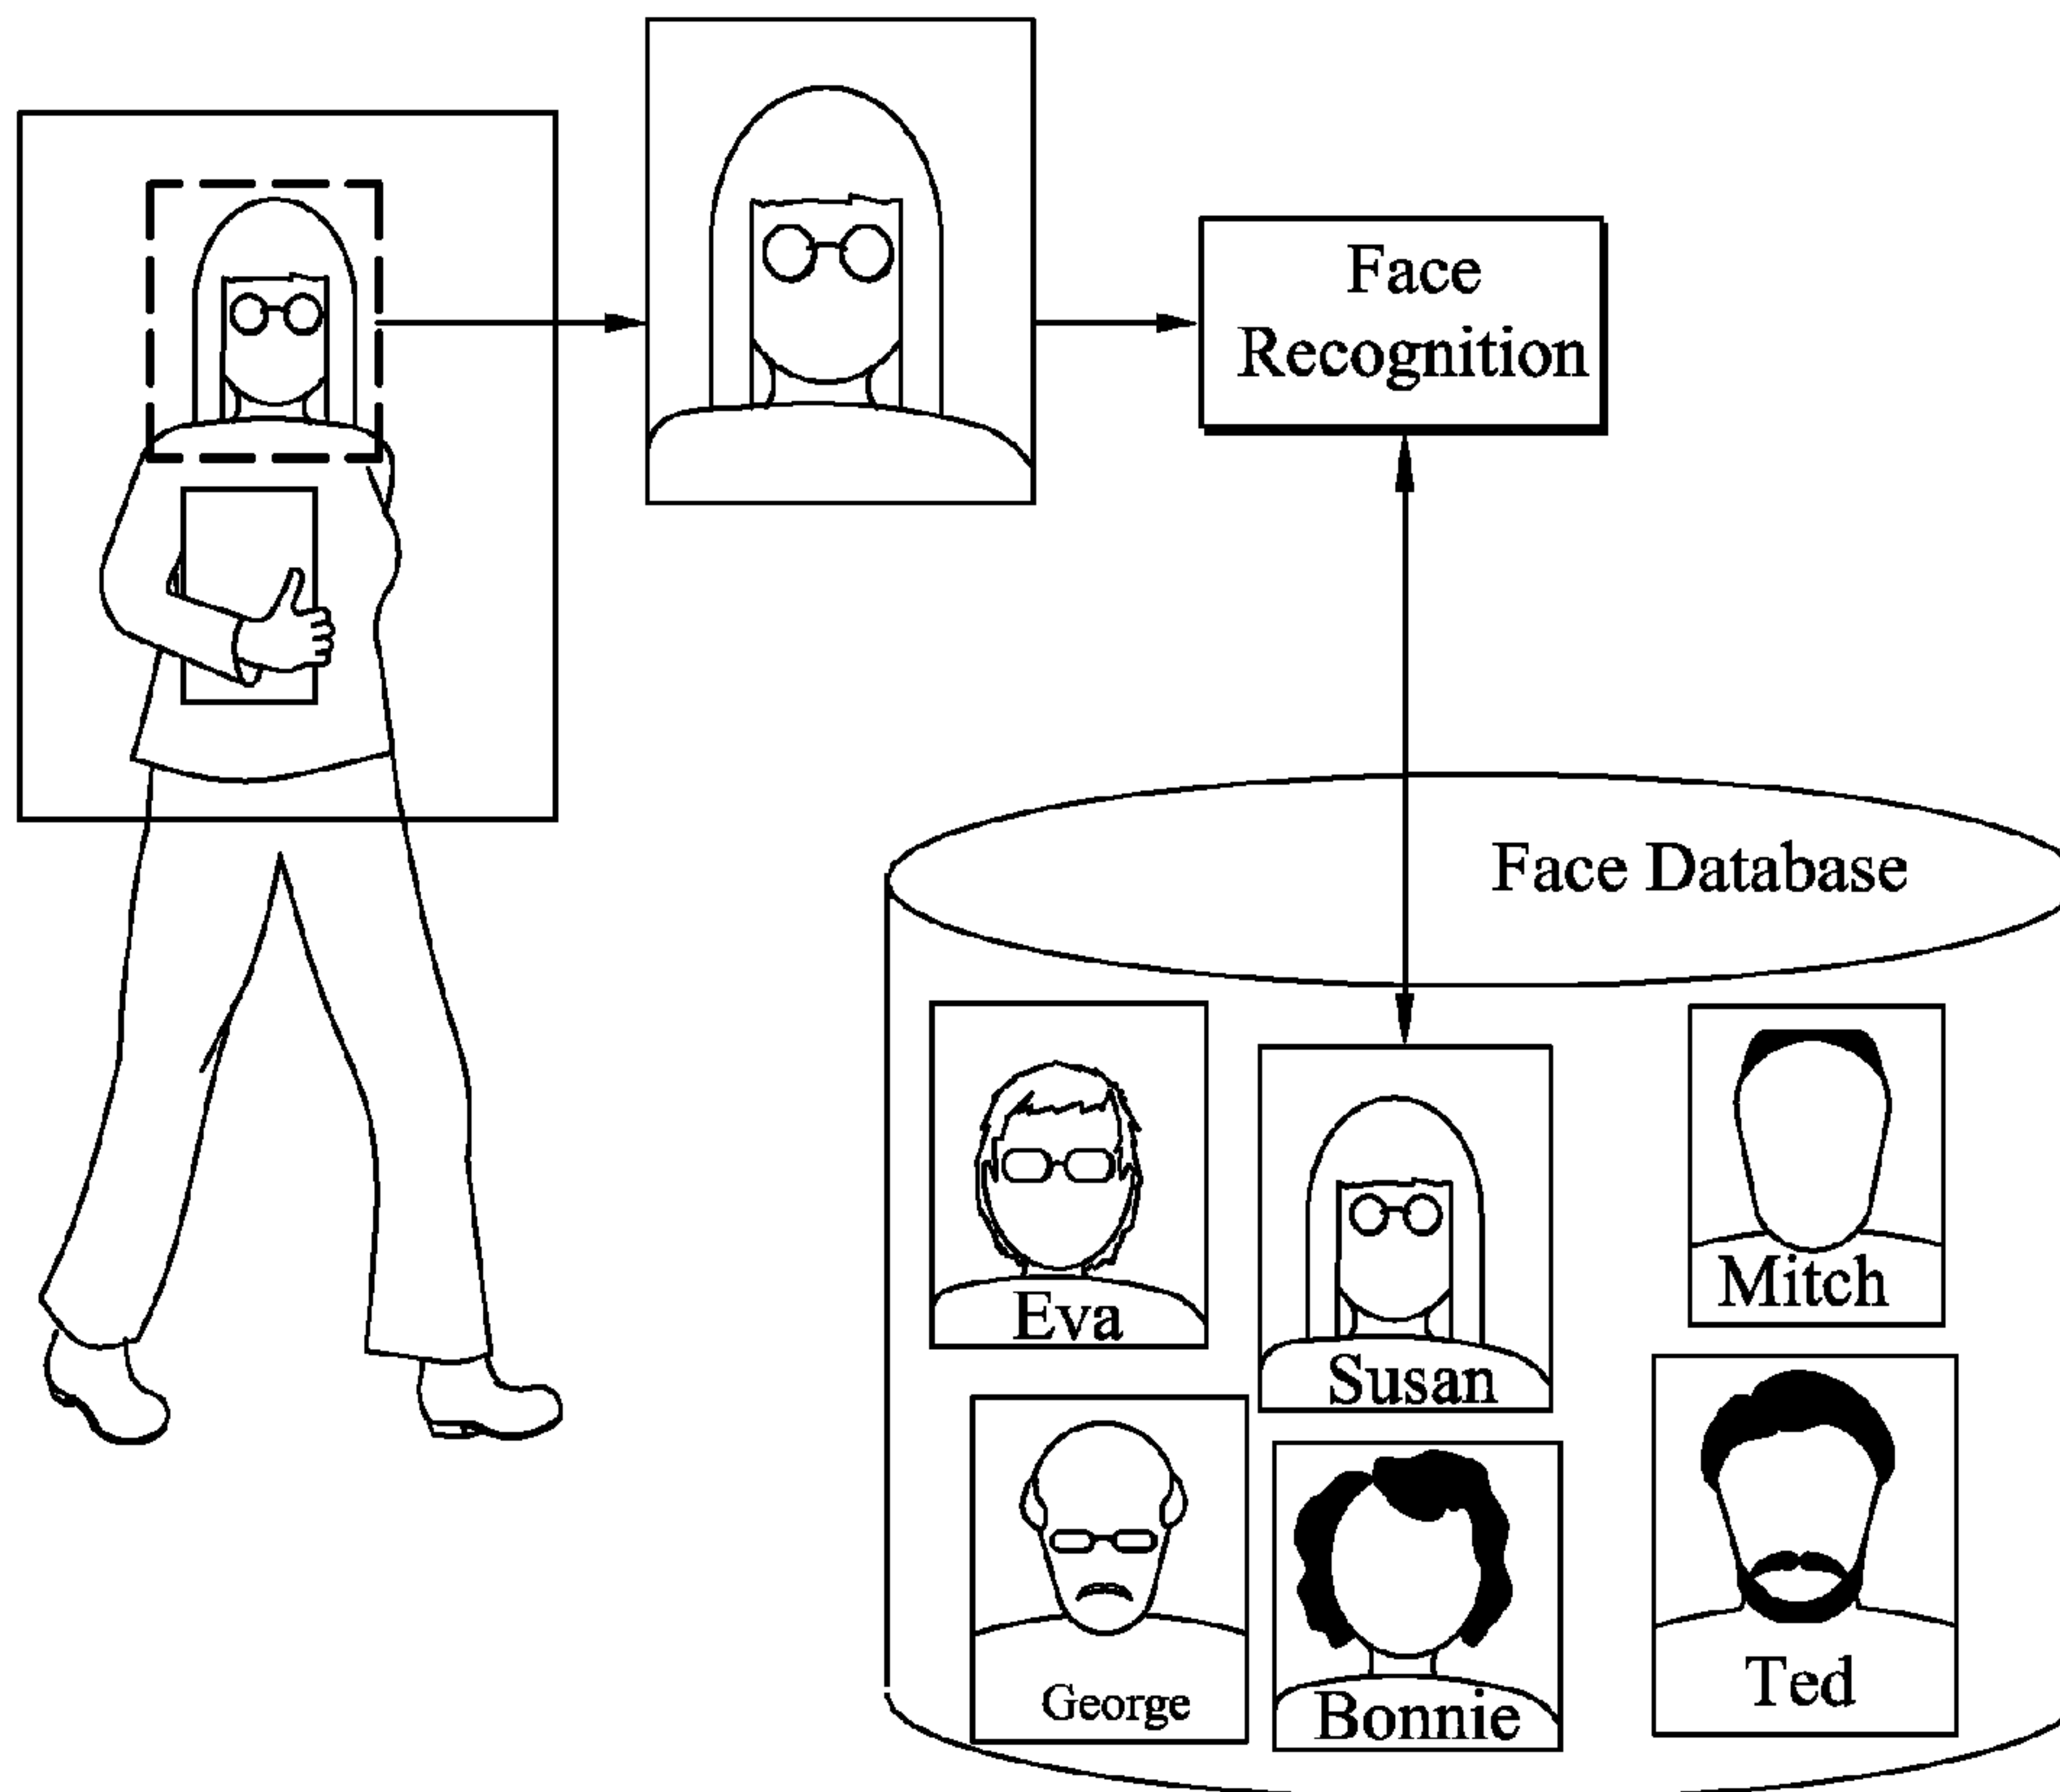 Face
Recognition
Face Database
Eva
Susan
Mitch
George
Bonnie
Ted